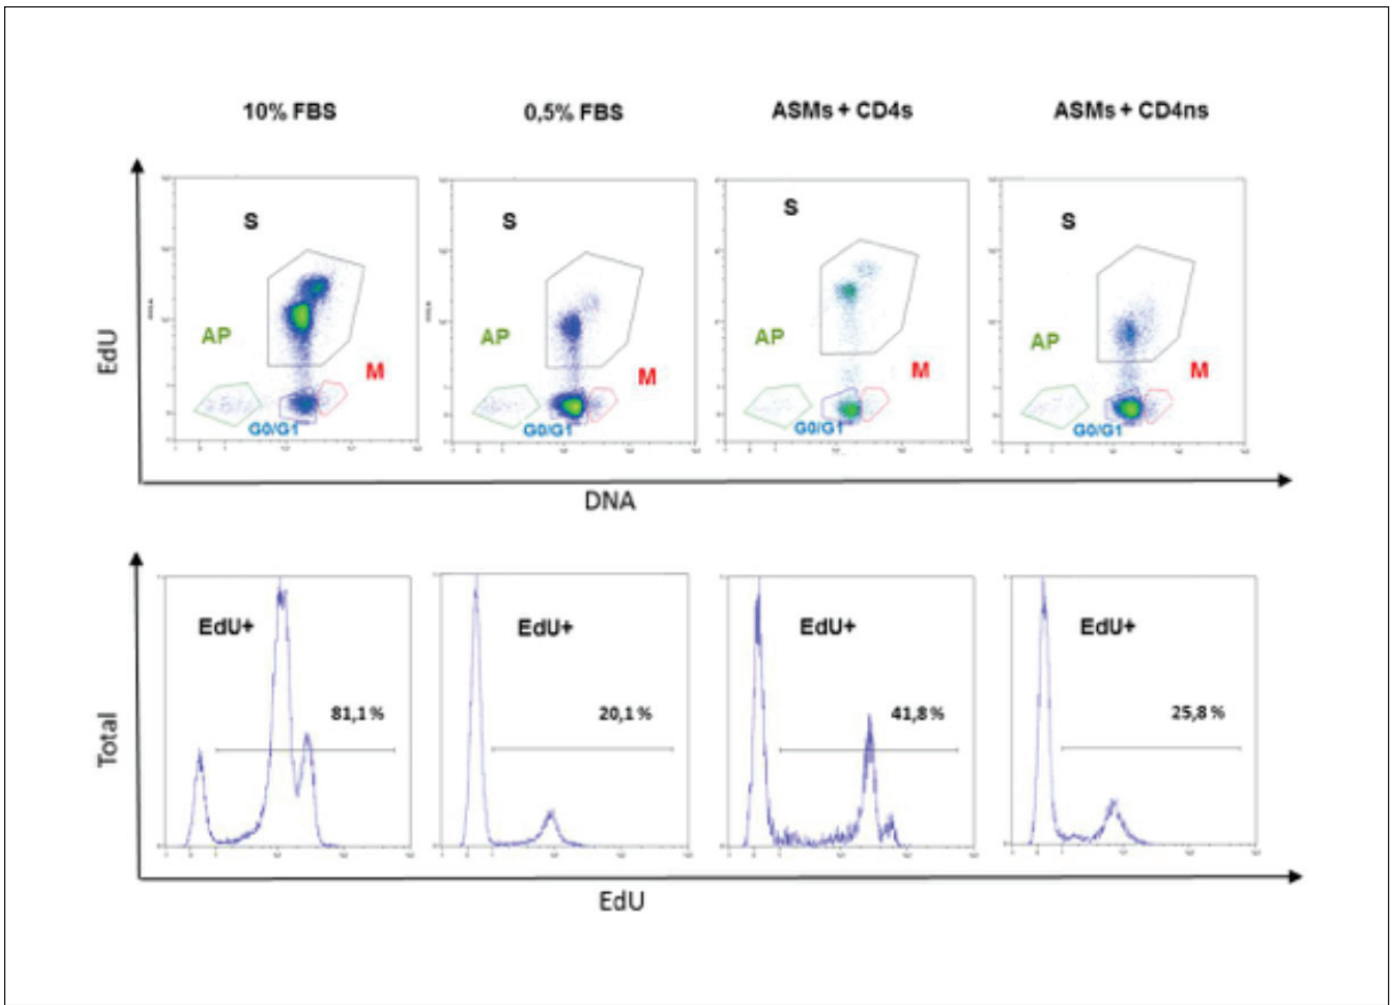 10% FBS
0,5% FBS
ASMs + CD4s
ASMs + CD4ns
EdU
S
AP
M
G0/G1
S
AP
M
G0/G1
S
AP
M
G0/G1
S
AP
M
G0/G1
DNA
Total
EdU+
81,1%
EdU+
20,1%
EdU+
41,8%
EdU+
25,8%
EdU